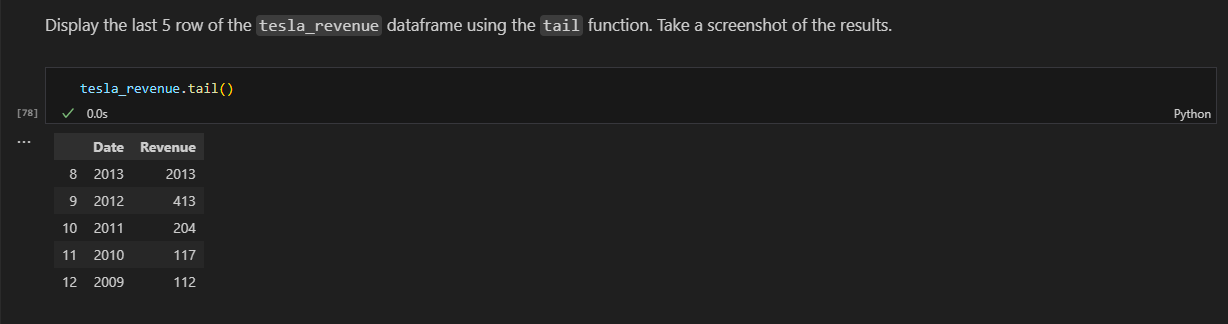 Display the last 5 row of the tesla_revenue dataframe using the tail function. Take a screenshot of the results.
tesla_revenue.tail()
[78] 0.0s Python
...
Date Revenue
8 2013 2013
9 2012 413
10 2011 204
11 2010 117
12 2009 112